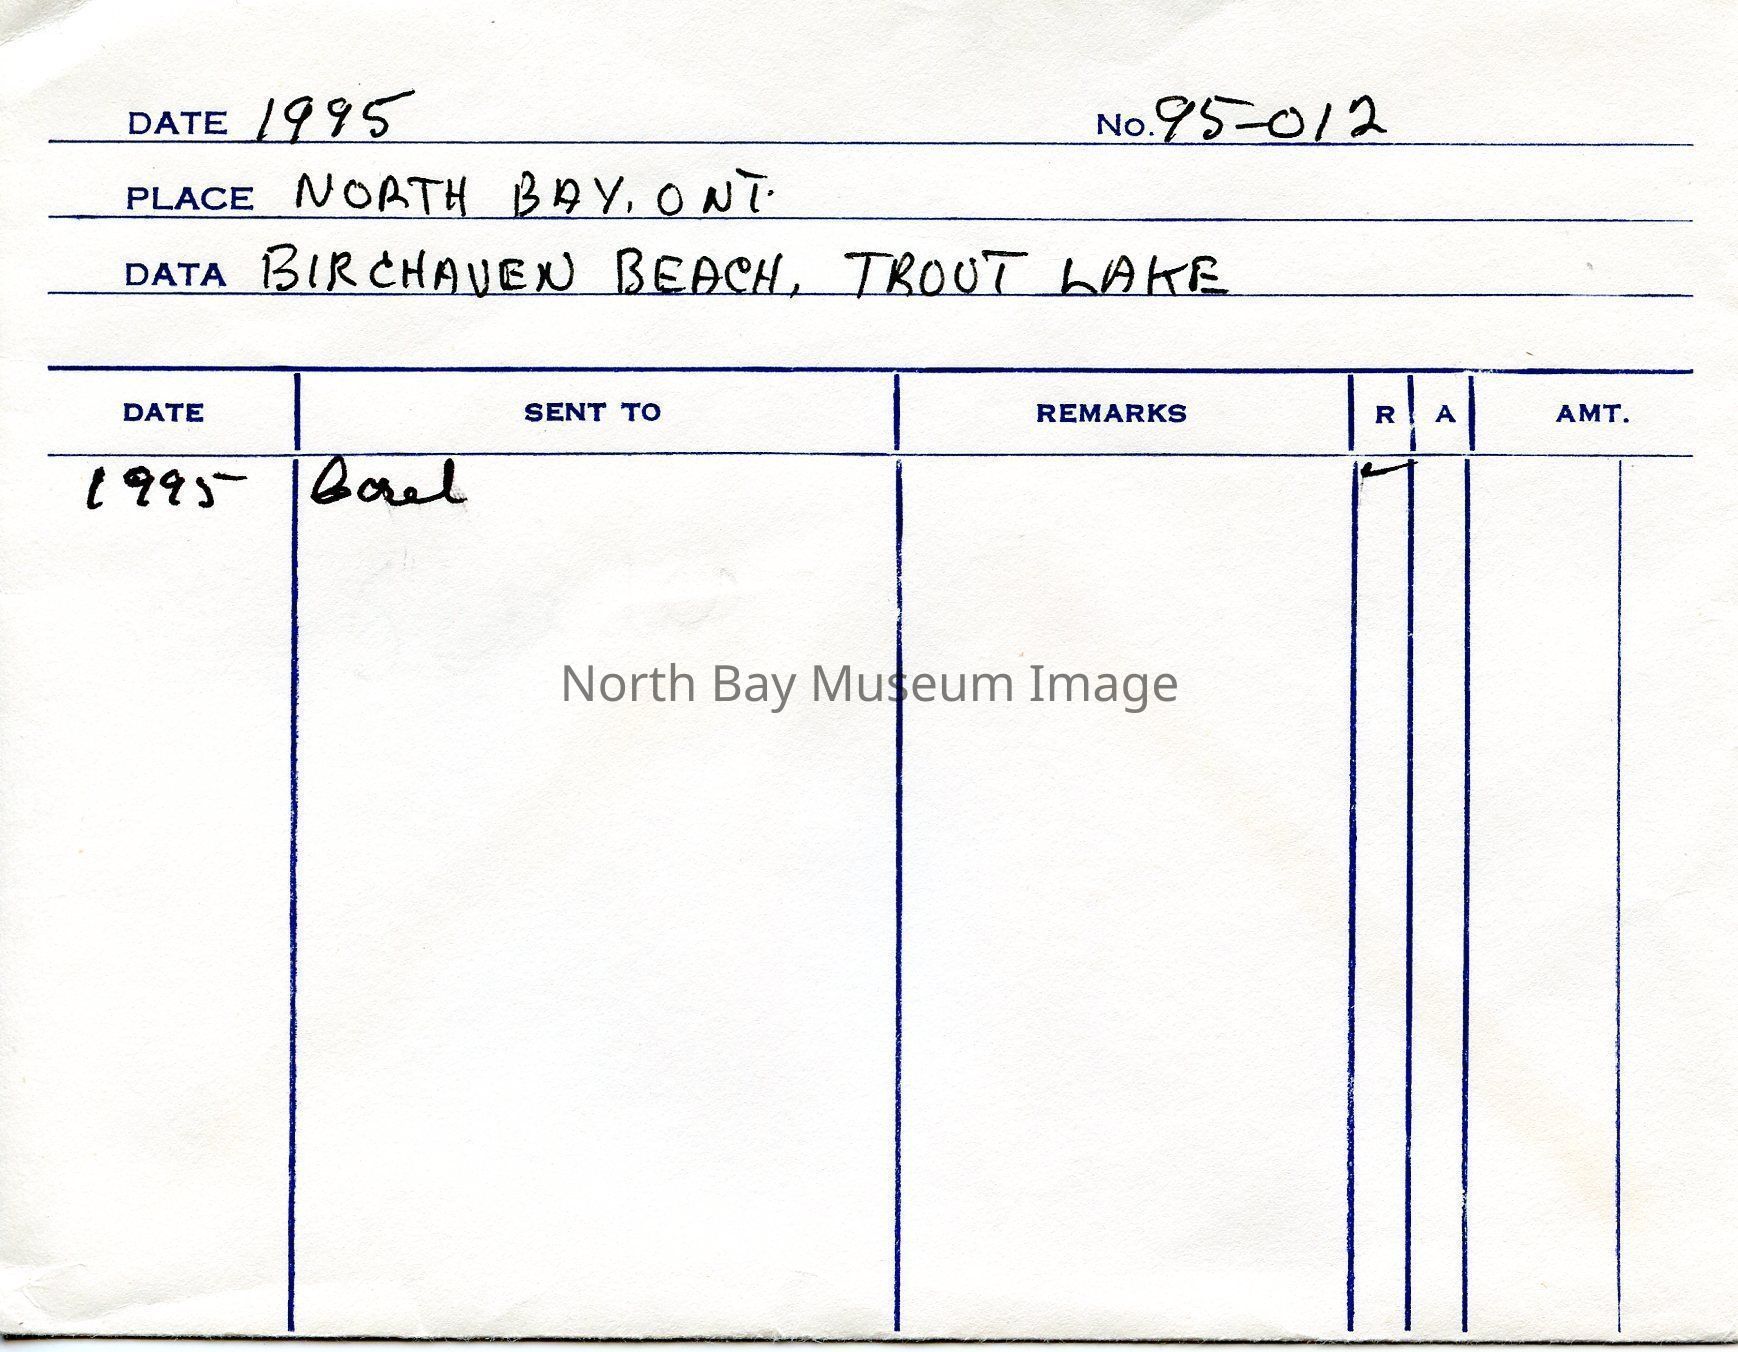 DATE 1995 No. 95-012
PLACE NORTH BAY, ONT.
DATA BIRCHAVEN BEACH, TROUT LAKE
DATE SENT TO REMARKS R A AMT.
1995
North Bay Museum Image